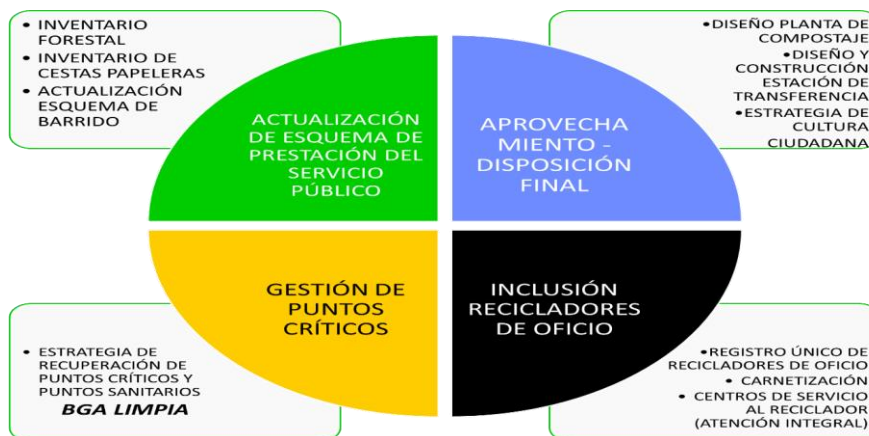 • INVENTARIO
FORESTAL
• INVENTARIO DE
CESTAS PAPELERAS
• ACTUALIZACIÓN
ESQUEMA DE
BARRIDO
ACTUALIZACIÓN
DE ESQUEMA DE
PRESTACIÓN DEL
SERVICIO
PÚBLICO
•DISEÑO PLANTA DE
COMPOSTAJE
•DISEÑO Y
CONSTRUCCIÓN
ESTACIÓN DE
TRANSFERENCIA
•ESTRATEGIA DE
CULTURA
CIUDADANA
APROVECHA
MIENTO -
DISPOSICIÓN
FINAL
GESTIÓN DE
PUNTOS
CRÍTICOS
• ESTRATEGIA DE
RECUPERACIÓN DE
PUNTOS CRÍTICOS Y
PUNTOS SANITARIOS
BGA LIMPIA
INCLUSIÓN
RECICLADORES
DE OFICIO
•REGISTRO ÚNICO DE
RECICLADORES DE OFICIO
• CARNETIZACIÓN
• CENTROS DE SERVICIO
AL RECICLADOR
(ATENCIÓN INTEGRAL)